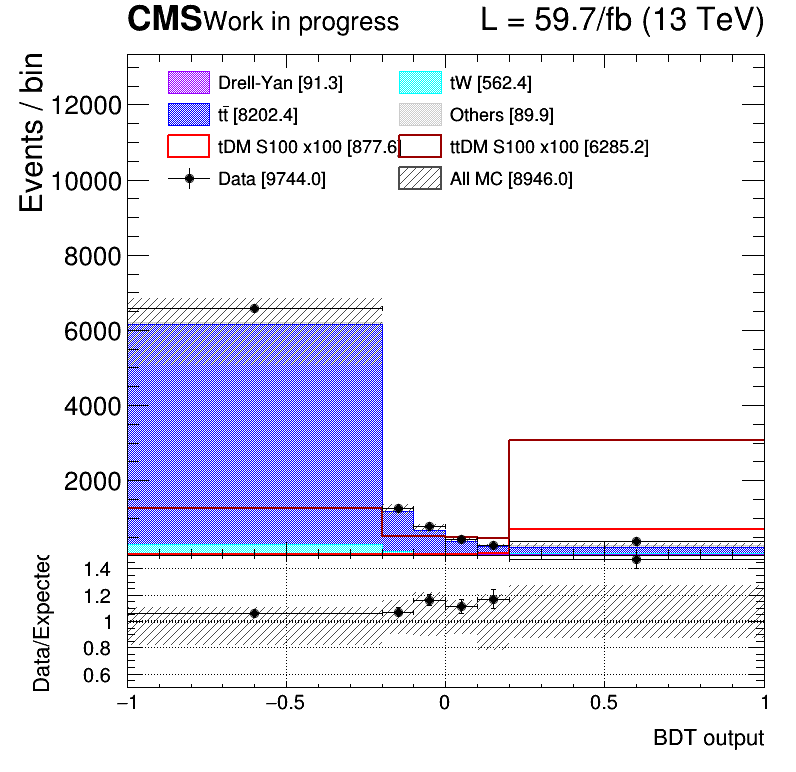 CMS Work in progress L = 59.7/fb (13 TeV)
Events / bin
Drell-Yan [91.3] tW [562.4]
tt̄ [8202.4] Others [89.9]
tDM S100 x100 [877.6] ttDM S100 x100 [6285.2]
Data [9744.0] All MC [8946.0]
12000
10000
8000
6000
4000
2000
Data/Expected
1.4
1.2
1
0.8
0.6
−1 −0.5 0 0.5 1
BDT output